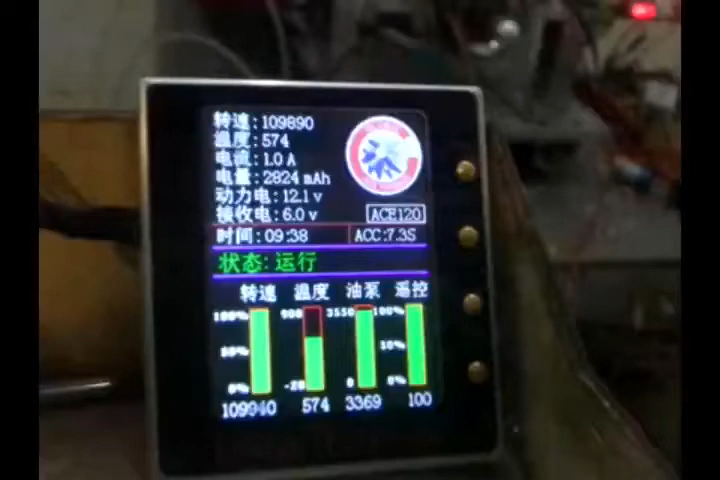 转速:109890
温度:574
电流:1.0 A
电量:2824 mAh
动力电:12.1 v
接收电:6.0 v
ACE120
时间:09:38 ACC:7.3S
状态:运行
转速 温度 油泵 遥控
100% 900 3550 100%
50% 50%
0% -20 0 0%
109940 574 3369 100